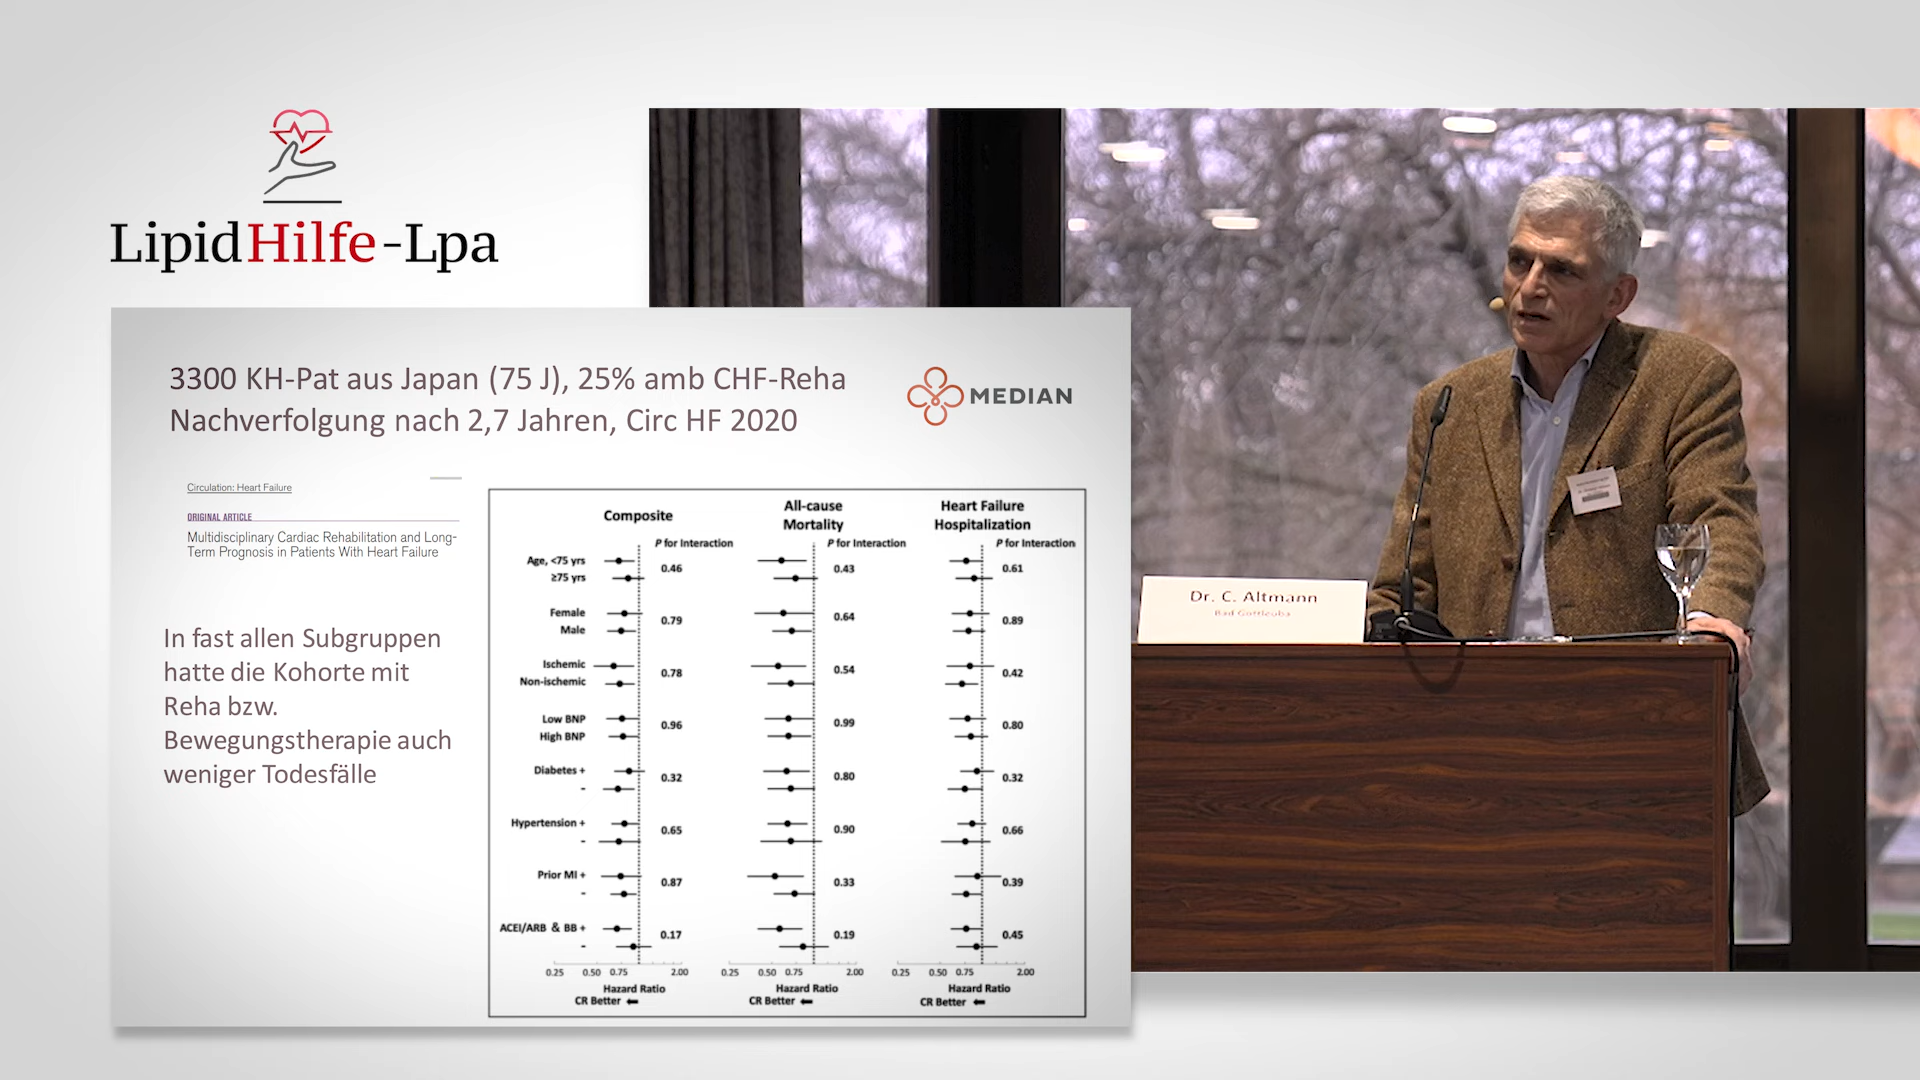 LipidHilfe-Lpa
3300 KH-Pat aus Japan (75 J), 25% amb CHF-Reha
Nachverfolgung nach 2,7 Jahren, Circ HF 2020
MEDIAN
Circulation: Heart Failure
ORIGINAL ARTICLE
Multidisciplinary Cardiac Rehabilitation and Long-
Term Prognosis in Patients With Heart Failure
In fast allen Subgruppen
hatte die Kohorte mit
Reha bzw.
Bewegungstherapie auch
weniger Todesfälle
Composite
All-cause
Mortality
Heart Failure
Hospitalization
P for Interaction P for Interaction P for Interaction
Age, <75 yrs
≥75 yrs
0.46 0.43 0.61
Female
Male
0.79 0.64 0.89
Ischemic
Non-ischemic
0.78 0.54 0.42
Low BNP
High BNP
0.96 0.99 0.80
Diabetes +
-
0.32 0.80 0.32
Hypertension +
-
0.65 0.90 0.66
Prior MI +
-
0.87 0.33 0.39
ACEI/ARB & BB +
-
0.17 0.19 0.45
0.25 0.50 0.75 2.00 0.25 0.50 0.75 2.00 0.25 0.50 0.75 2.00
Hazard Ratio Hazard Ratio Hazard Ratio
CR Better CR Better CR Better
Dr. C. Altmann
Bad Gottleuba